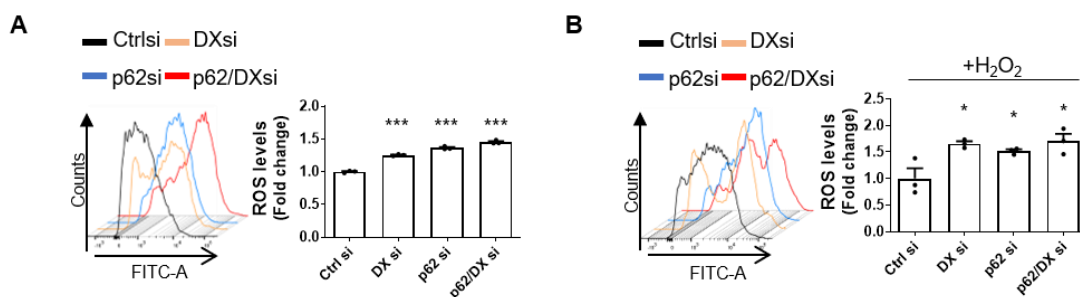 A
Ctrlsi DXsi
p62si p62/DXsi
Counts
FITC-A
ROS levels
(Fold change)
2.0
1.5
1.0
0.5
0.0
*** *** ***
Ctrl si
DX si
p62 si
p62/DX si
B
Ctrlsi DXsi
p62si p62/DXsi
Counts
FITC-A
+H₂O₂
ROS levels
(Fold change)
2.5
2.0
1.5
1.0
0.5
0.0
* * *
Ctrl si
DX si
p62 si
p62/DX si